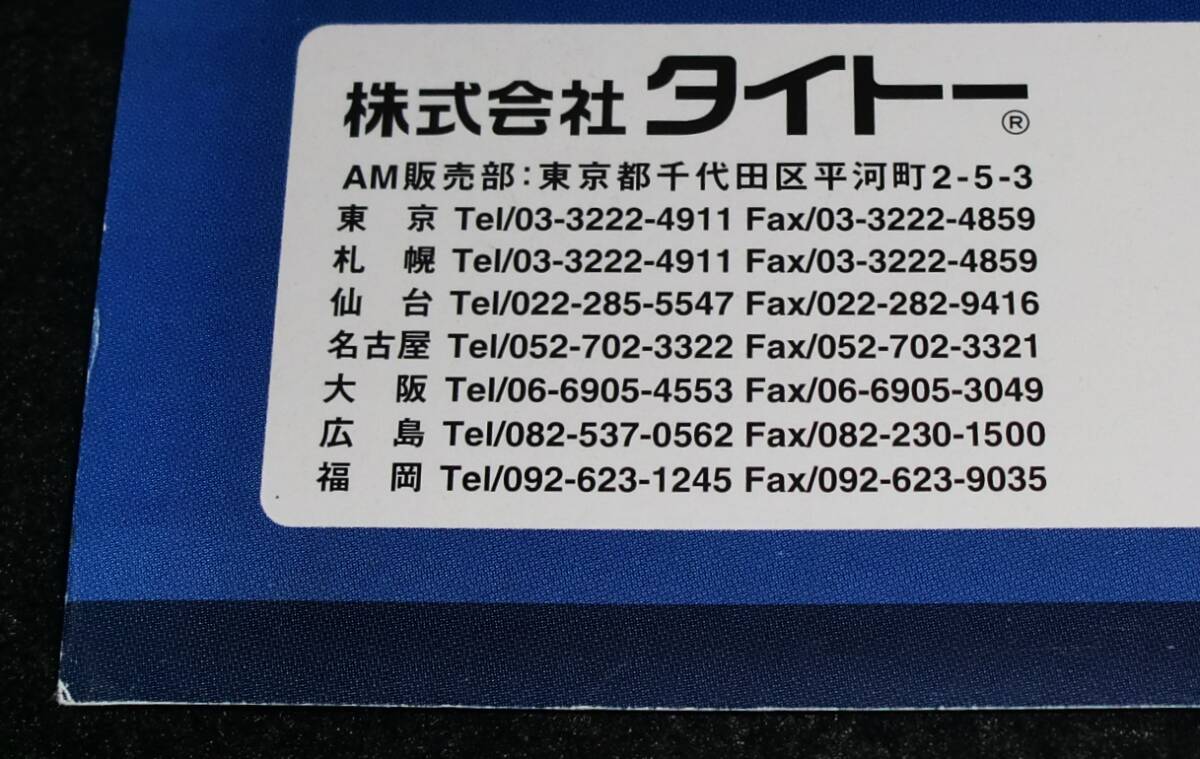 株式会社 タイトー®
AM販売部:東京都千代田区平河町2-5-3
東 京 Tel/03-3222-4911 Fax/03-3222-4859
札 幌 Tel/03-3222-4911 Fax/03-3222-4859
仙 台 Tel/022-285-5547 Fax/022-282-9416
名古屋 Tel/052-702-3322 Fax/052-702-3321
大 阪 Tel/06-6905-4553 Fax/06-6905-3049
広 島 Tel/082-537-0562 Fax/082-230-1500
福 岡 Tel/092-623-1245 Fax/092-623-9035